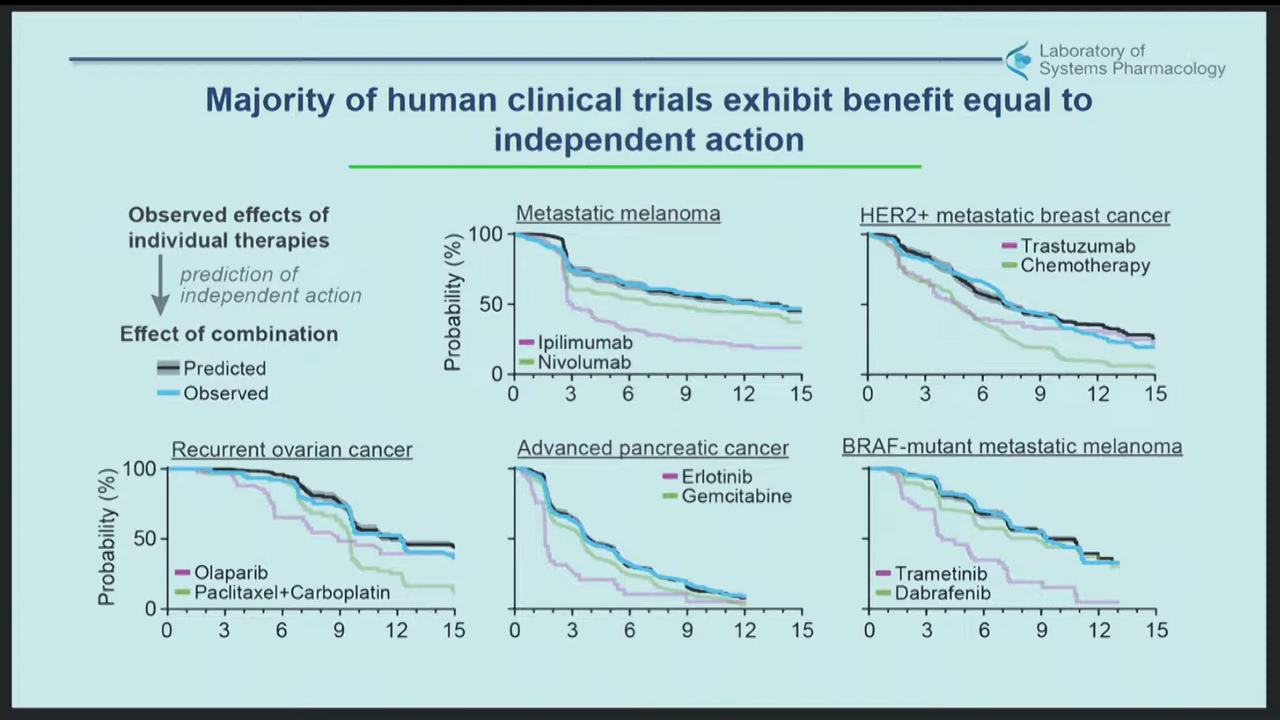 Laboratory of
Systems Pharmacology
Majority of human clinical trials exhibit benefit equal to
independent action
Observed effects of
individual therapies
prediction of
independent action
Effect of combination
Predicted
Observed
Metastatic melanoma
Probability (%)
100
50
0
Ipilimumab
Nivolumab
0 3 6 9 12 15
HER2+ metastatic breast cancer
Trastuzumab
Chemotherapy
0 3 6 9 12 15
Recurrent ovarian cancer
Probability (%)
100
50
0
Olaparib
Paclitaxel+Carboplatin
0 3 6 9 12 15
Advanced pancreatic cancer
Erlotinib
Gemcitabine
0 3 6 9 12 15
BRAF-mutant metastatic melanoma
Trametinib
Dabrafenib
0 3 6 9 12 15